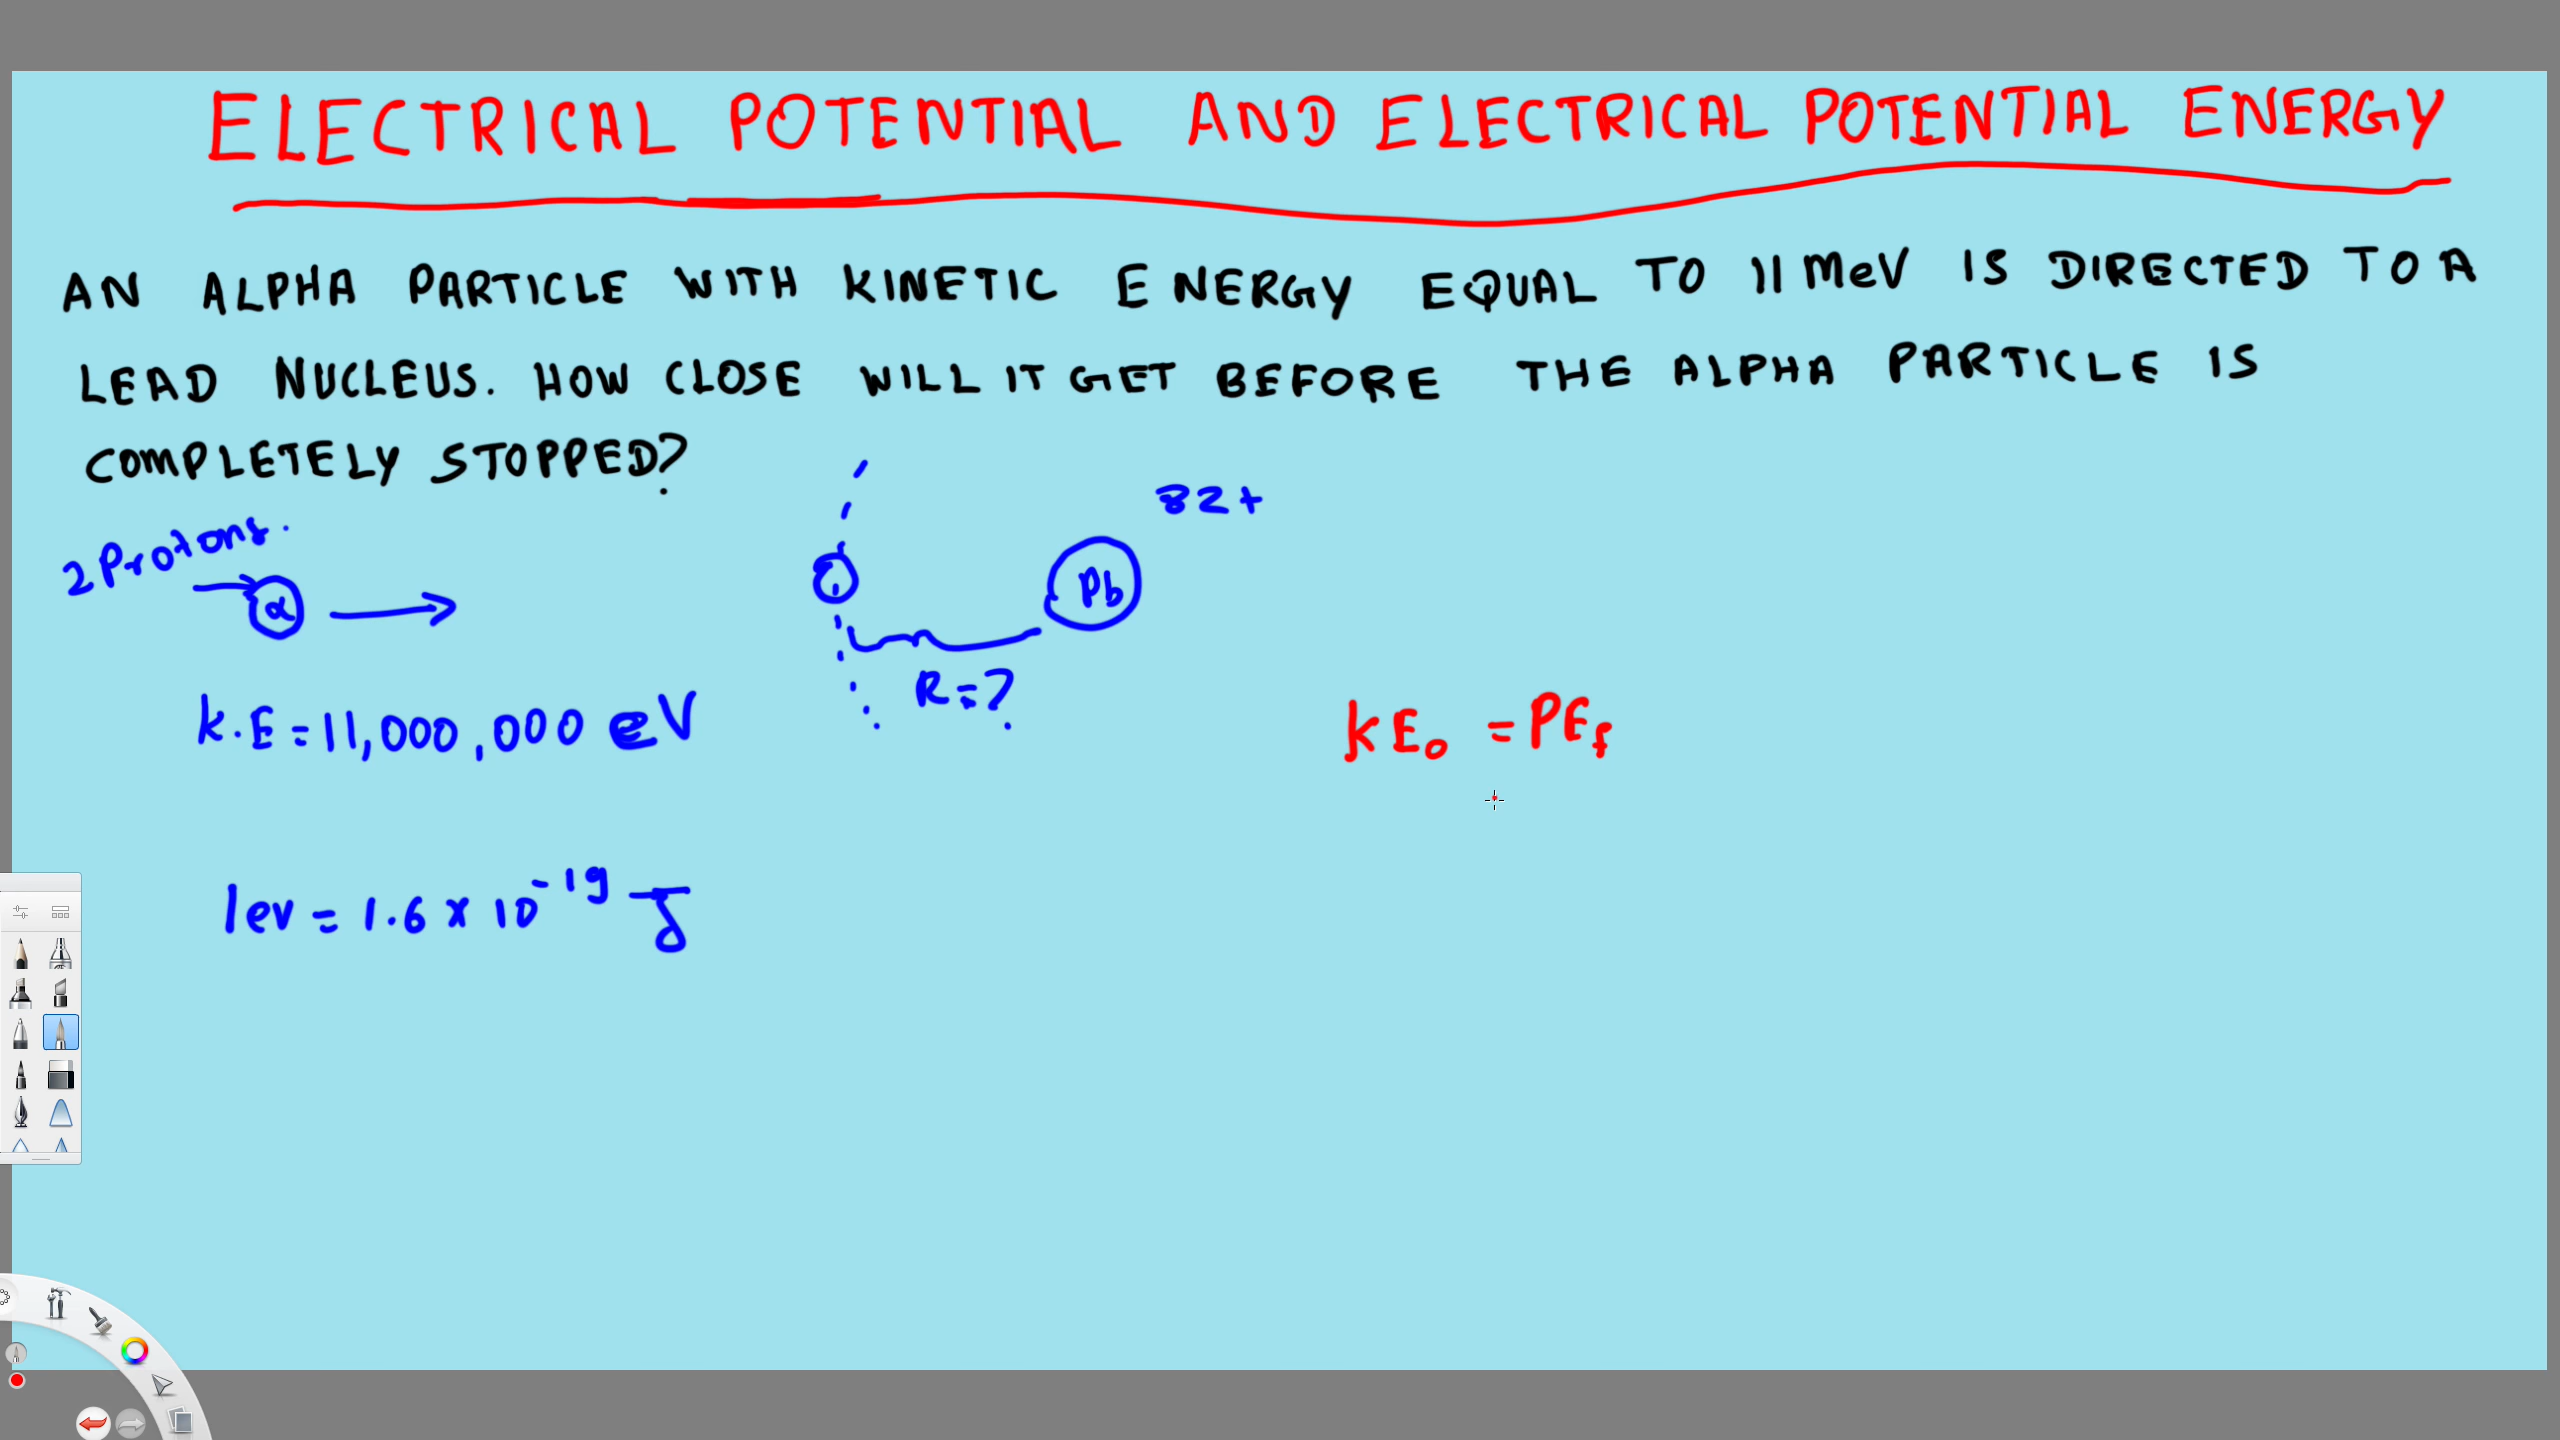 ELECTRICAL POTENTIAL AND ELECTRICAL POTENTIAL ENERGY
AN ALPHA PARTICLE WITH KINETIC ENERGY EQUAL TO 11 MeV IS DIRECTED TO A
LEAD NUCLEUS. HOW CLOSE WILL IT GET BEFORE THE ALPHA PARTICLE IS
COMPLETELY STOPPED?
2 Protons.
α
82+
Pb
R=?
K.E=11,000,000 eV
KE₀ = PE_f
1ev = 1.6 x 10⁻¹⁹ J